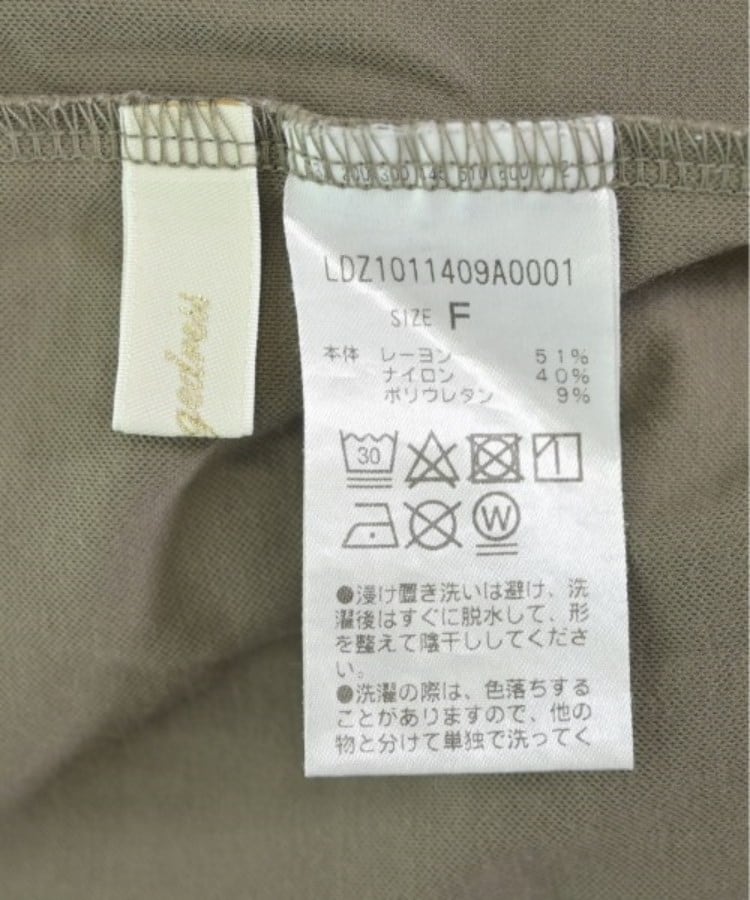 gedres
LDZ1011409A0001
SIZE F
本体 レーヨン 51%
ナイロン 40%
ポリウレタン 9%
30
W
●浸け置き洗いは避け、洗
濯後はすぐに脱水して、形
を整えて陰干ししてくださ
い。
●洗濯の際は、色落ちする
ことがありますので、他の
物と分けて単独で洗ってく